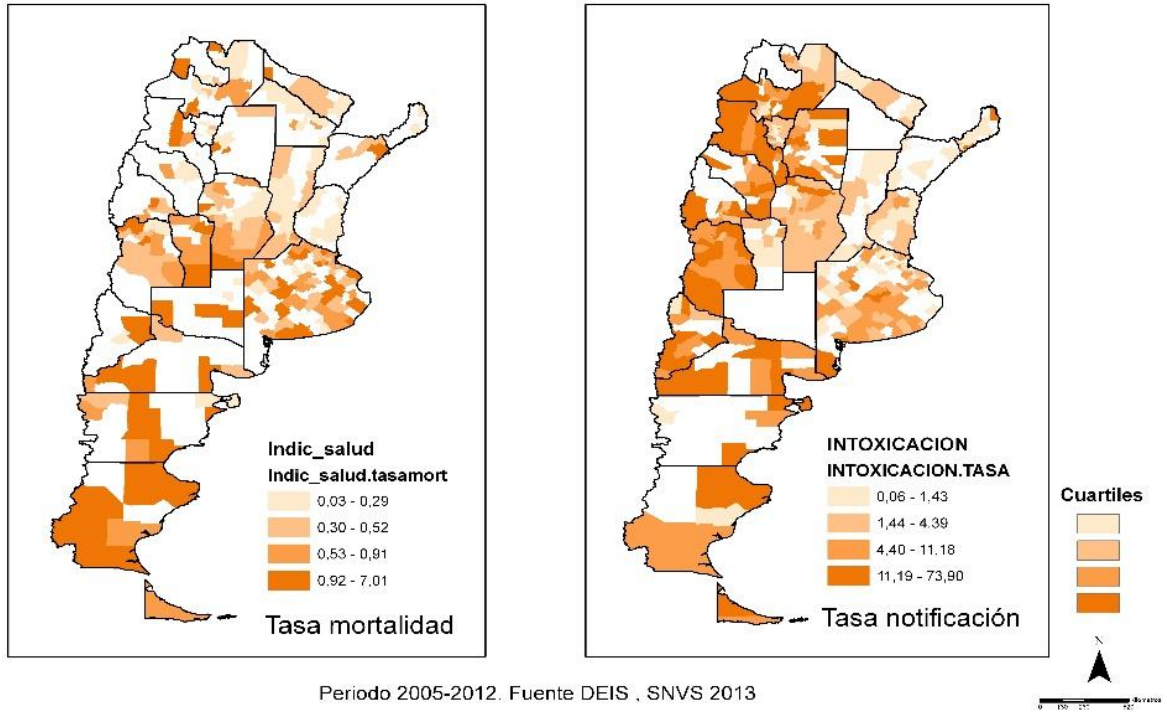 Indic_salud
Indic_salud.tasamort
0,03 - 0,29
0,30 - 0,52
0,53 - 0,91
0,92 - 7,01
Tasa mortalidad
INTOXICACION
INTOXICACION.TASA
0,06 - 1,43
1,44 - 4.39
4,40 - 11,18
11,19 - 73,90
Tasa notificación
Cuartiles
N
Periodo 2005-2012. Fuente DEIS , SNVS 2013